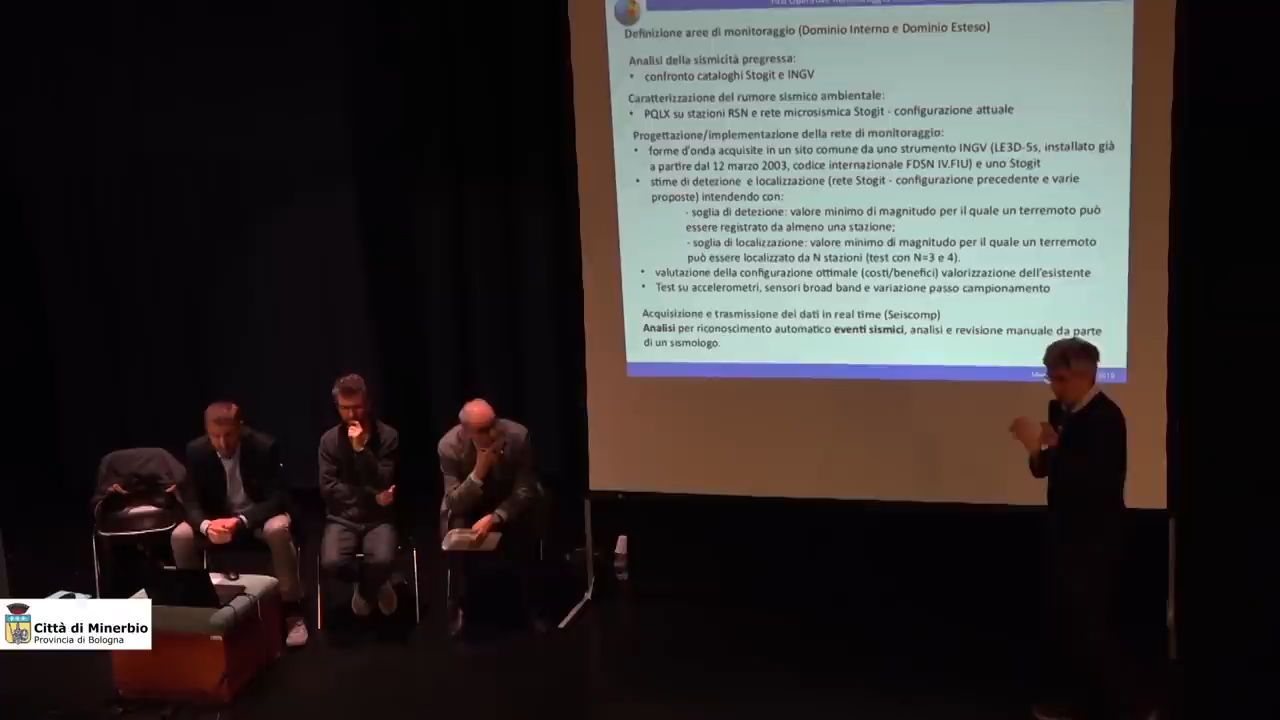 Definizione aree di monitoraggio (Dominio Interno e Dominio Esteso)
Analisi della sismicità pregressa:
• confronto cataloghi Stogit e INGV
Caratterizzazione del rumore sismico ambientale:
• PQLX su stazioni RSN e rete microsismica Stogit - configurazione attuale
Progettazione/implementazione della rete di monitoraggio:
• forme d'onda acquisite in un sito comune da uno strumento INGV (LE3D-5s, installato già
a partire dal 12 marzo 2003, codice internazionale FDSN IV.FIU) e uno Stogit
• stime di detezione e localizzazione (rete Stogit - configurazione precedente e varie
proposte) intendendo con:
- soglia di detezione: valore minimo di magnitudo per il quale un terremoto può
essere registrato da almeno una stazione;
- soglia di localizzazione: valore minimo di magnitudo per il quale un terremoto
può essere localizzato da N stazioni (test con N=3 e 4).
• valutazione della configurazione ottimale (costi/benefici) valorizzazione dell'esistente
• Test su accelerometri, sensori broad band e variazione passo campionamento
Acquisizione e trasmissione dei dati in real time (Seiscomp)
Analisi per riconoscimento automatico eventi sismici, analisi e revisione manuale da parte
di un sismologo.
2019
Città di Minerbio
Provincia di Bologna